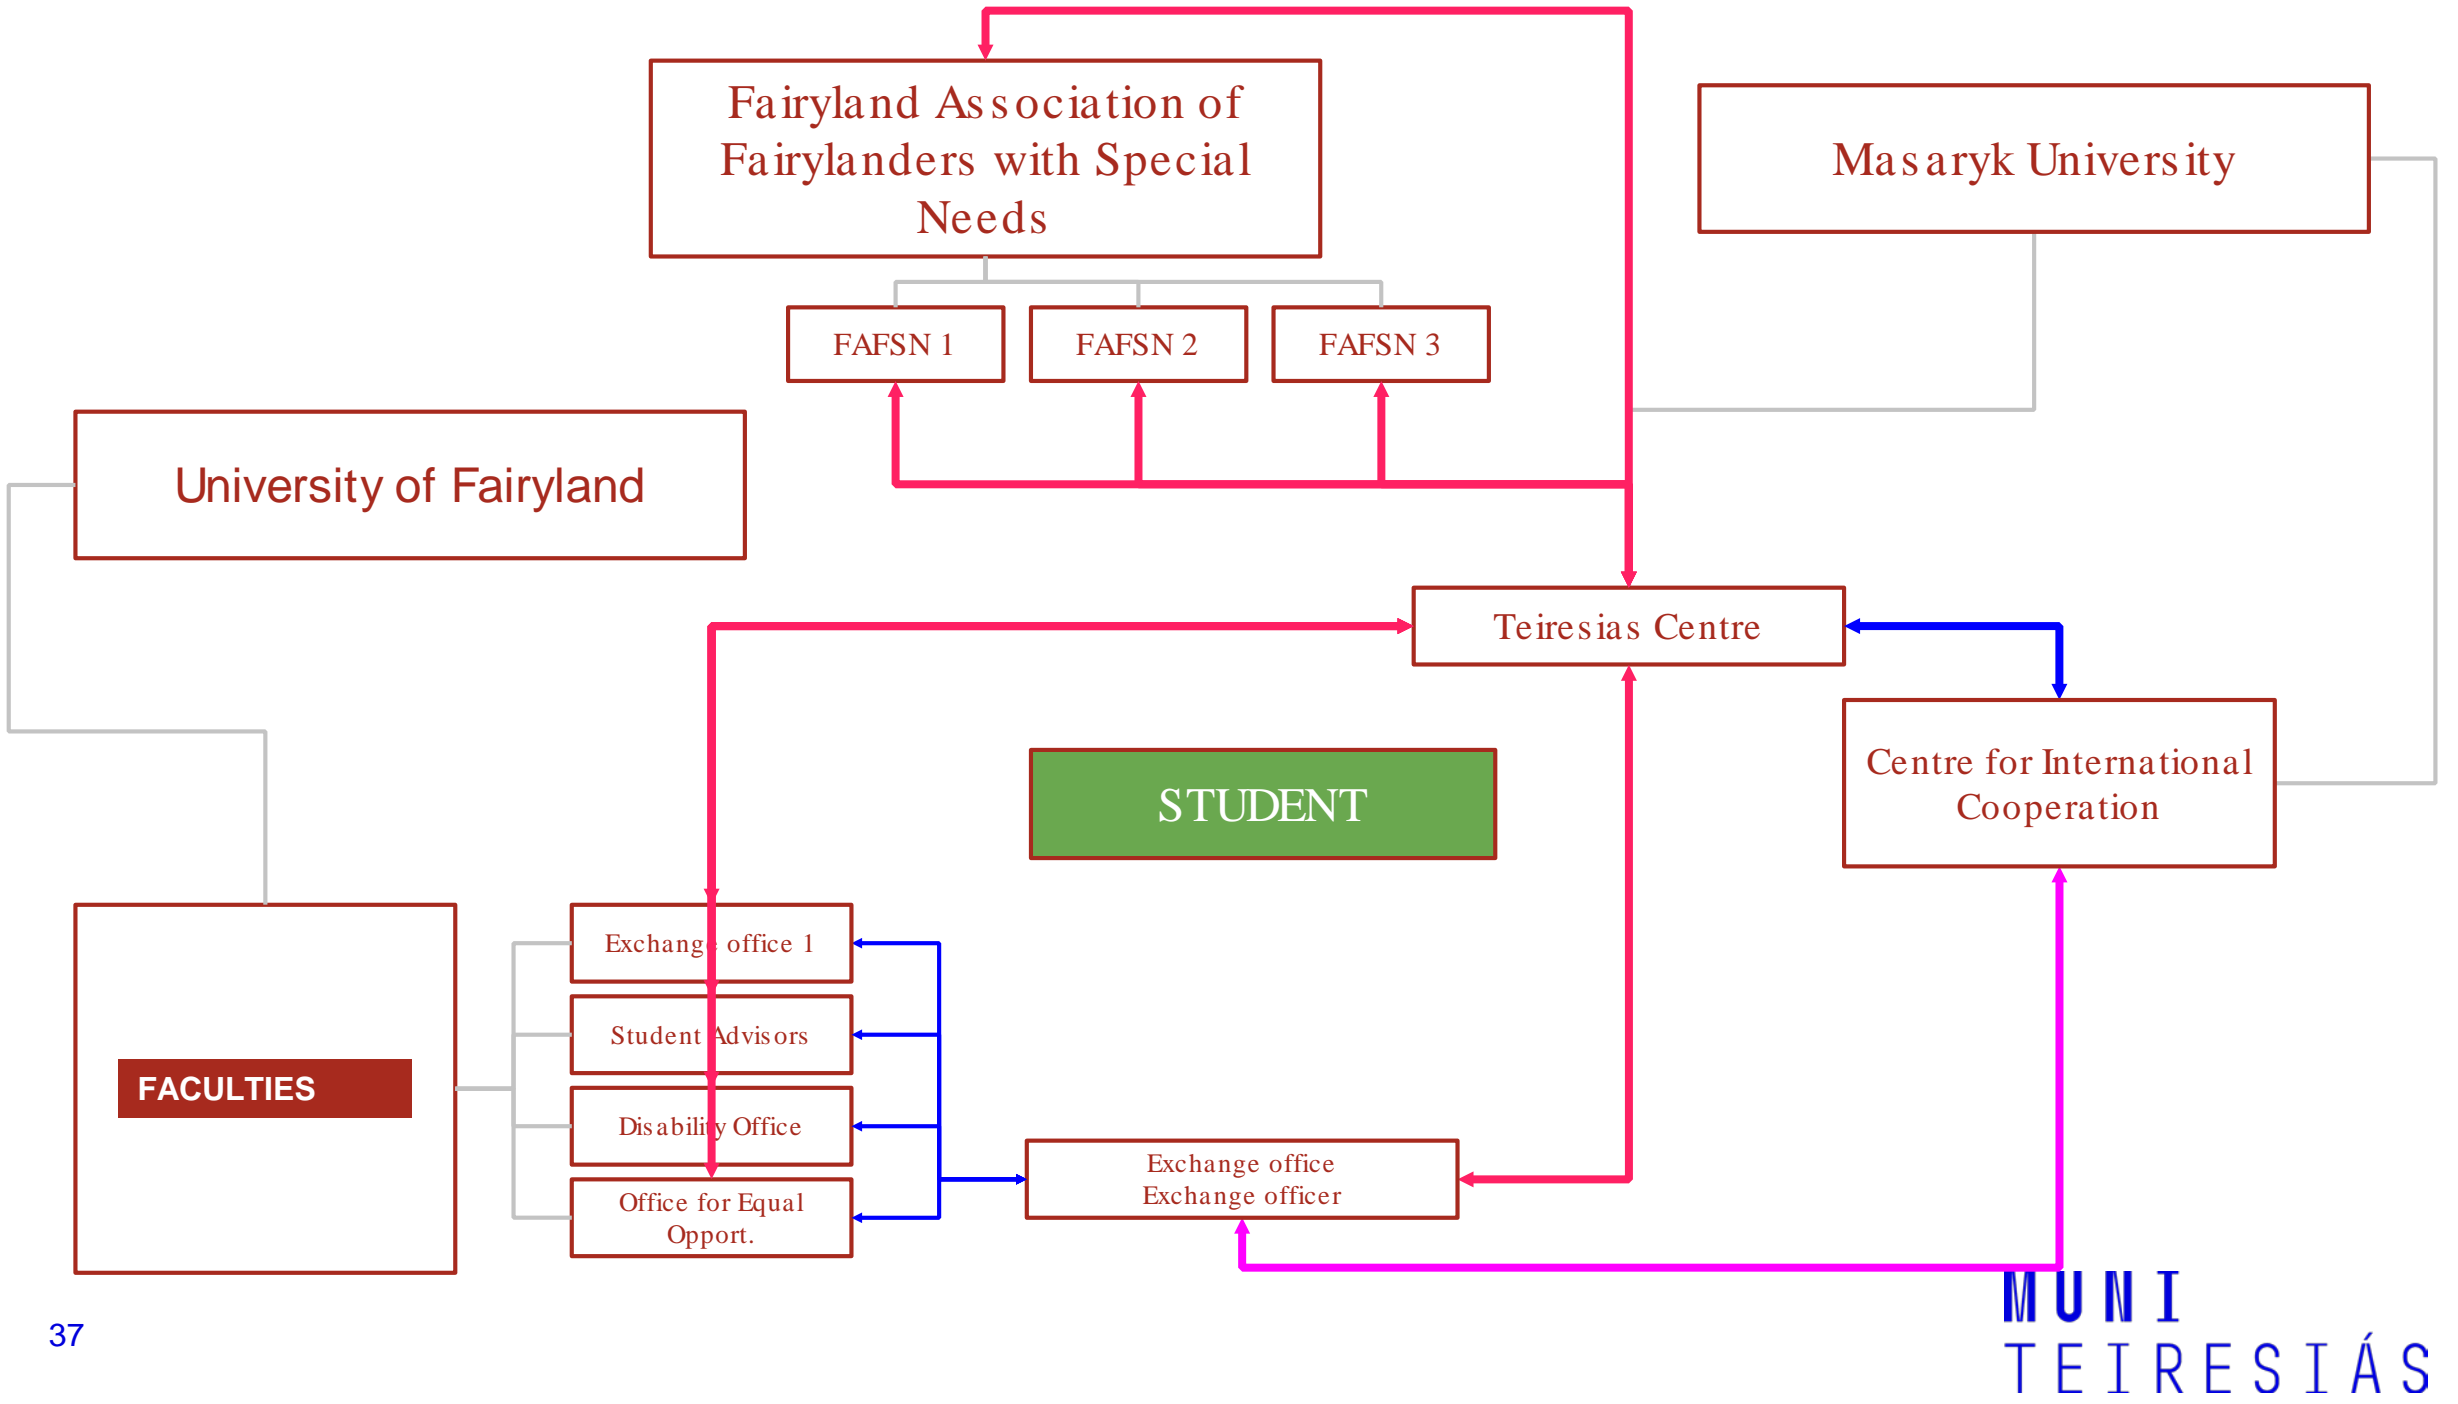 Fairyland Association of
Fairylanders with Special
Needs
Masaryk University
FAFSN 1
FAFSN 2
FAFSN 3
University of Fairyland
Teiresias Centre
Centre for International
Cooperation
STUDENT
Exchange office 1
Student Advisors
FACULTIES
Disability Office
Exchange office
Exchange officer
Office for Equal
Opport.
37
MUNI
TEIRESIÁS